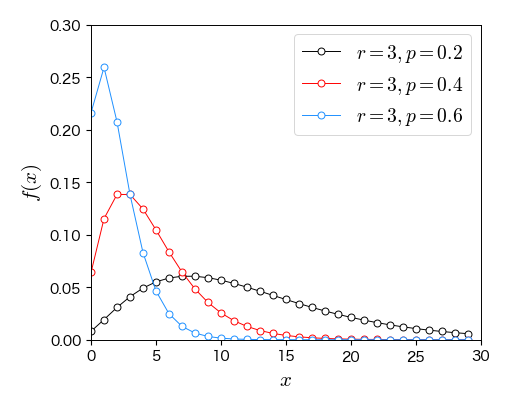 0.30
0.25
0.20
0.15
0.10
0.05
0.00
f(x)
0 5 10 15 20 25 30
x
r = 3, p = 0.2
r = 3, p = 0.4
r = 3, p = 0.6